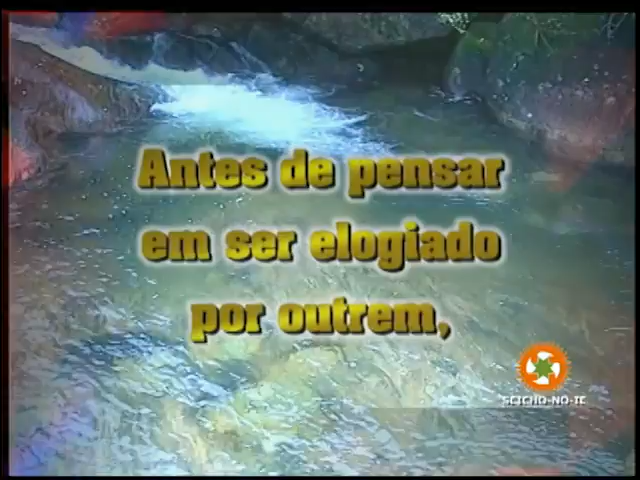 Antes de pensar
em ser elogiado
por outrem,
SEICHO-NO-IE